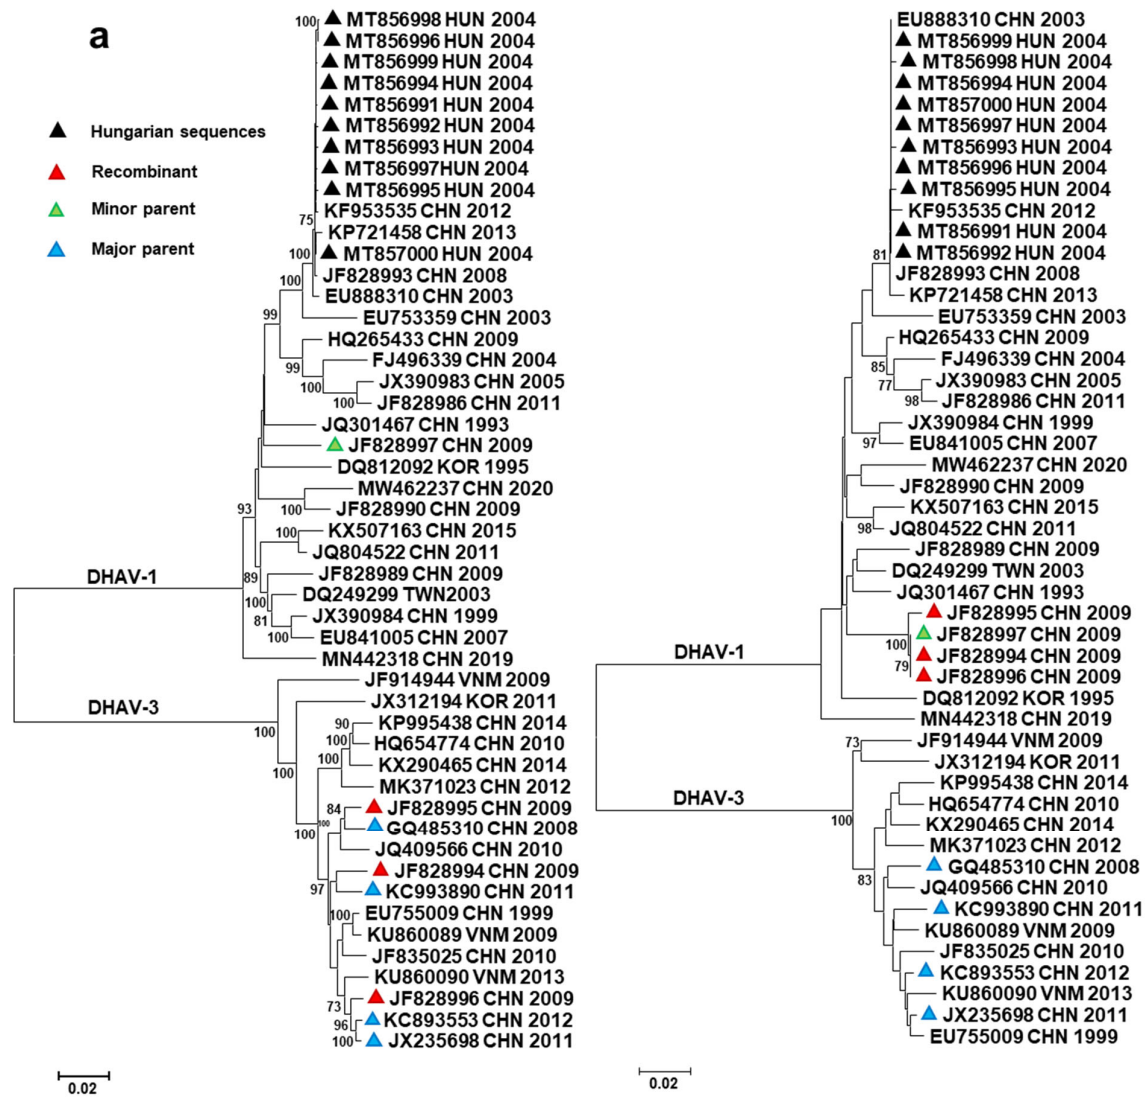 a
Hungarian sequences
Recombinant
Minor parent
Major parent
100
MT856998 HUN 2004
MT856996 HUN 2004
MT856999 HUN 2004
MT856994 HUN 2004
MT856991 HUN 2004
MT856992 HUN 2004
MT856993 HUN 2004
MT856997HUN 2004
MT856995 HUN 2004
KF953535 CHN 2012
75
KP721458 CHN 2013
100
MT857000 HUN 2004
JF828993 CHN 2008
100
EU888310 CHN 2003
99
EU753359 CHN 2003
HQ265433 CHN 2009
99
FJ496339 CHN 2004
100
JX390983 CHN 2005
100
JF828986 CHN 2011
JQ301467 CHN 1993
JF828997 CHN 2009
DQ812092 KOR 1995
MW462237 CHN 2020
93
100
JF828990 CHN 2009
100
KX507163 CHN 2015
JQ804522 CHN 2011
DHAV-1
89
JF828989 CHN 2009
100
DQ249299 TWN2003
81
JX390984 CHN 1999
100
EU841005 CHN 2007
MN442318 CHN 2019
JF914944 VNM 2009
DHAV-3
JX312194 KOR 2011
100
90
KP995438 CHN 2014
100
HQ654774 CHN 2010
100
100
KX290465 CHN 2014
MK371023 CHN 2012
84
JF828995 CHN 2009
100
100
GQ485310 CHN 2008
JQ409566 CHN 2010
JF828994 CHN 2009
97
KC993890 CHN 2011
100
EU755009 CHN 1999
KU860089 VNM 2009
JF835025 CHN 2010
KU860090 VNM 2013
73
JF828996 CHN 2009
96
KC893553 CHN 2012
100
JX235698 CHN 2011
0.02
EU888310 CHN 2003
MT856999 HUN 2004
MT856998 HUN 2004
MT856994 HUN 2004
MT857000 HUN 2004
MT856997 HUN 2004
MT856993 HUN 2004
MT856996 HUN 2004
MT856995 HUN 2004
KF953535 CHN 2012
MT856991 HUN 2004
81
MT856992 HUN 2004
JF828993 CHN 2008
KP721458 CHN 2013
EU753359 CHN 2003
HQ265433 CHN 2009
85
FJ496339 CHN 2004
77
JX390983 CHN 2005
98
JF828986 CHN 2011
JX390984 CHN 1999
97
EU841005 CHN 2007
MW462237 CHN 2020
JF828990 CHN 2009
KX507163 CHN 2015
98
JQ804522 CHN 2011
JF828989 CHN 2009
DQ249299 TWN 2003
JQ301467 CHN 1993
JF828995 CHN 2009
JF828997 CHN 2009
100
DHAV-1
JF828994 CHN 2009
79
JF828996 CHN 2009
DQ812092 KOR 1995
MN442318 CHN 2019
73
JF914944 VNM 2009
JX312194 KOR 2011
KP995438 CHN 2014
DHAV-3
HQ654774 CHN 2010
100
KX290465 CHN 2014
MK371023 CHN 2012
GQ485310 CHN 2008
83
JQ409566 CHN 2010
KC993890 CHN 2011
KU860089 VNM 2009
JF835025 CHN 2010
KC893553 CHN 2012
KU860090 VNM 2013
JX235698 CHN 2011
EU755009 CHN 1999
0.02